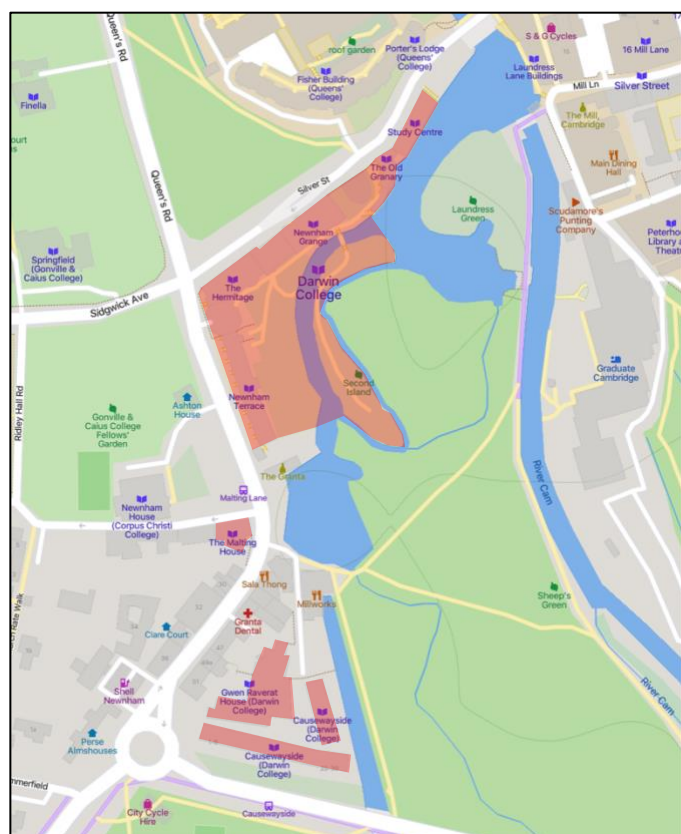 Queen's Rd
roof garden
Porter's Lodge
(Queens'
College)
S & G Cycles
16 Mill Lane
Fisher Building
(Queens'
College)
Laundress
Lane Buildings
Finella
Mill Ln
Silver Street
Study Centre
The Mill,
Cambridge
The Old
Granary
Silver St
Main Dining
Hall
Queen's Rd
Laundress
Green
Scudamore's
Punting
Company
Newnham
Grange
Springfield
(Gonville &
Caius College)
Darwin
College
The
Hermitage
Sidgwick Ave
Graduate
Cambridge
Second
Island
Ridley Hall Rd
Ashton
House
Newnham
Terrace
Gonville &
Caius College
Fellows'
Garden
The Granta
River Cam
Malting Lane
Newnham
House
(Corpus Christi
College)
The Malting
House
Sala Thong
Millworks
Sheep's
Green
Granta
Dental
Clare Court
River Cam
Gwen Raverat
House (Darwin
College)
Shell
Newnham
Causewayside
(Darwin
College)
Perse
Almshouses
Causewayside
(Darwin
College)
City Cycle
Hire
Causewayside